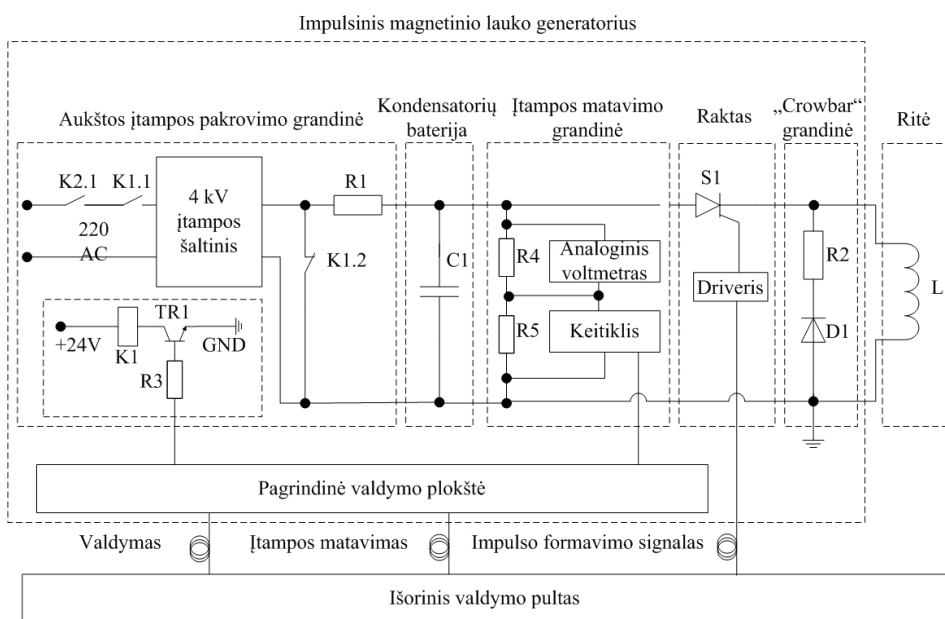 Impulsinis magnetinio lauko generatorius
Aukštos įtampos pakrovimo grandinė
Kondensatorių
baterija
Įtampos matavimo
grandinė
Raktas
„Crowbar“
grandinė
Ritė
K2.1
K1.1
220
AC
4 kV
įtampos
šaltinis
R1
K1.2
C1
R4
Analoginis
voltmetras
R5
Keitiklis
S1
Driveris
R2
D1
L
+24V
K1
TR1
GND
R3
Pagrindinė valdymo plokštė
Valdymas
Įtampos matavimas
Impulso formavimo signalas
Išorinis valdymo pultas